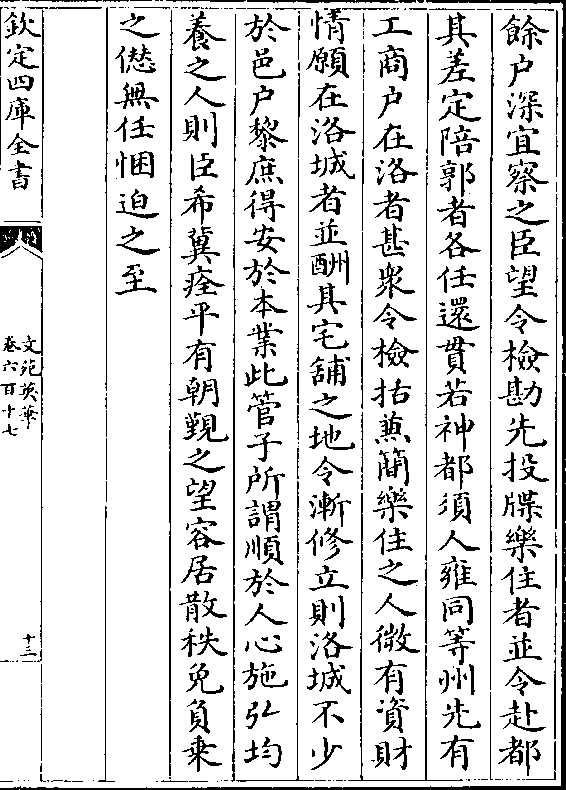 餘户深宜察之臣望令檢勘先投牒樂住者並令赴都
其差定陪郭者各任還貫若神都須人雍同等州先有
工商户在洛者甚衆令檢括兼簡樂住之人微有資財
情願在洛城者並酬其宅舖之地令漸修立則洛城不少
於邑户黎庶得安於本業此管子所謂順於人心施弘均
養之人則臣希冀痊平有朝覲之望容居散秩免負乗
之僁無任悃迫之至
欽定四庫全書
文苑英華
卷六百十七
十三